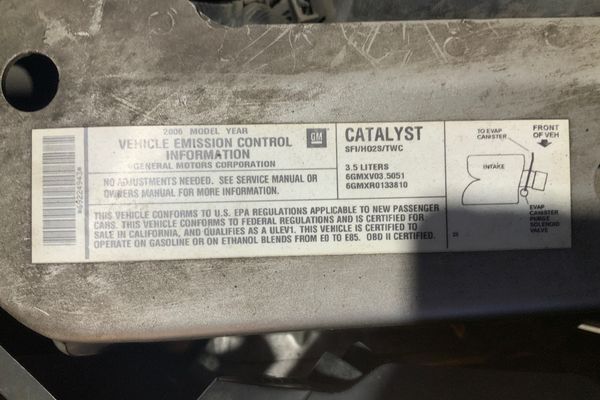 2006 MODEL YEAR
VEHICLE EMISSION CONTROL
INFORMATION
GENERAL MOTORS CORPORATION
GM
NO ADJUSTMENTS NEEDED. SEE SERVICE MANUAL OR
OWNERS MANUAL FOR MORE INFORMATION.
THIS VEHICLE CONFORMS TO U.S. EPA REGULATIONS APPLICABLE TO NEW PASSENGER
CARS. THIS VEHICLE CONFORMS TO FEDERAL REGULATIONS AND IS CERTIFIED FOR
SALE IN CALIFORNIA, AND QUALIFIES AS A ULEV1. THIS VEHICLE IS CERTIFIED TO
OPERATE ON GASOLINE OR ON ETHANOL BLENDS FROM E0 TO E85. OBD II CERTIFIED.
CATALYST
SFI/HO2S/TWC
3.5 LITERS
6GMXV03.5051
6GMXR0133810
TO EVAP
CANISTER
FRONT
OF VEH
INTAKE
EVAP
CANISTER
PURGE
SOLENOID
VALVE